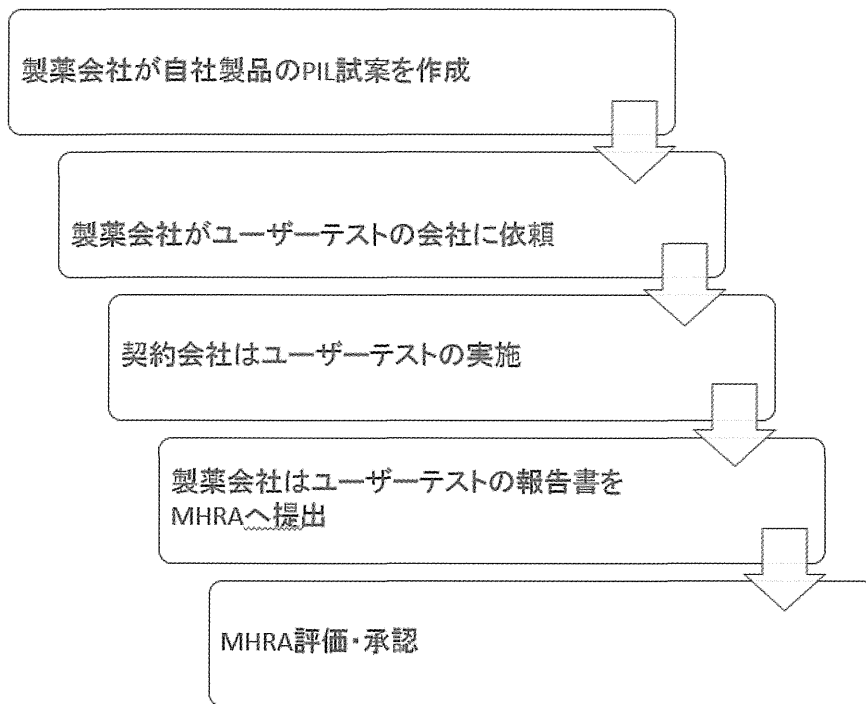 製薬会社が自社製品のPIL試案を作成
製薬会社がユーザーテストの会社に依頼
契約会社はユーザーテストの実施
製薬会社はユーザーテストの報告書を
MHRAへ提出
MHRA評価・承認